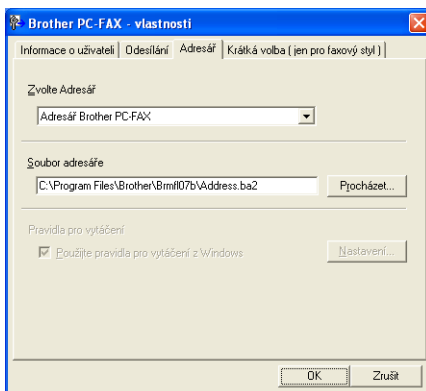 Brother PC-FAX - vlastnosti
Informace o uživateli Odesílání Adresář Krátká volba ( jen pro faxový styl )
Zvolte Adresář
Adresář Brother PC-FAX
Soubor adresáře
C:\Program Files\Brother\Brmfl07b\Address.ba2 Procházet...
Pravidla pro vytáčení
Použijte pravidla pro vytáčení z Windows Nastavení...
OK Zrušit